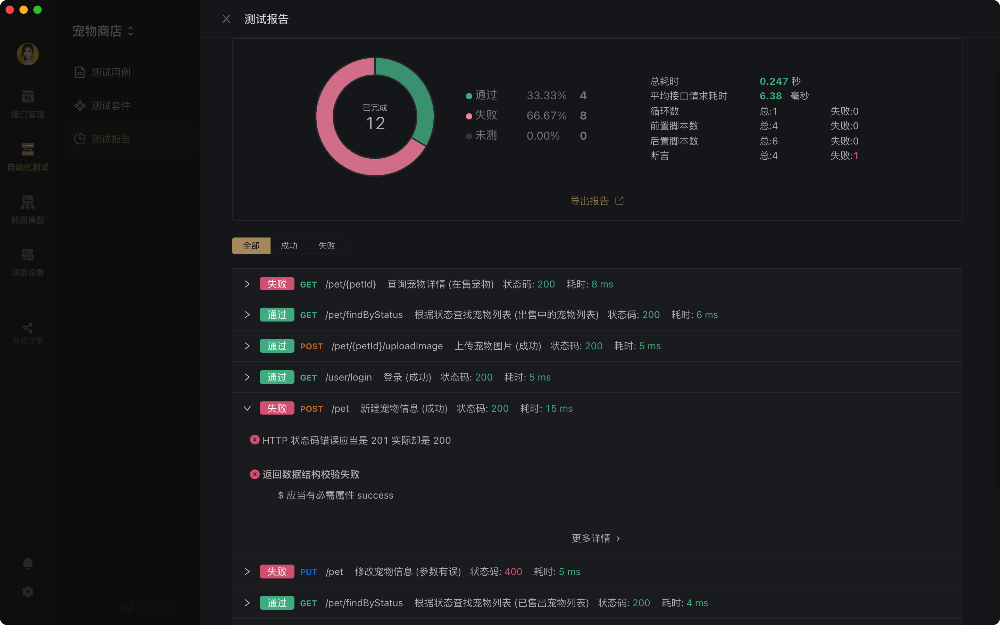 宠物商店
测试用例
测试套件
测试报告
接口管理
自动化测试
数据模型
项目设置
在线分享
Apifox
测试报告
已完成
12
通过 33.33% 4
失败 66.67% 8
未测 0.00% 0
总耗时 0.247 秒
平均接口请求耗时 6.38 毫秒
循环数 总:1 失败:0
前置脚本数 总:4 失败:0
后置脚本数 总:6 失败:0
断言 总:4 失败:1
导出报告
全部 成功 失败
失败 GET /pet/{petId} 查询宠物详情 (在售宠物) 状态码: 200 耗时: 8 ms
通过 GET /pet/findByStatus 根据状态查找宠物列表 (出售中的宠物列表) 状态码: 200 耗时: 6 ms
通过 POST /pet/{petId}/uploadImage 上传宠物图片 (成功) 状态码: 200 耗时: 5 ms
通过 GET /user/login 登录 (成功) 状态码: 200 耗时: 5 ms
失败 POST /pet 新建宠物信息 (成功) 状态码: 200 耗时: 15 ms
HTTP 状态码错误应当是 201 实际却是 200
返回数据结构校验失败
$ 应当有必需属性 success
更多详情
失败 PUT /pet 修改宠物信息 (参数有误) 状态码: 400 耗时: 5 ms
通过 GET /pet/findByStatus 根据状态查找宠物列表 (已售出宠物列表) 状态码: 200 耗时: 4 ms